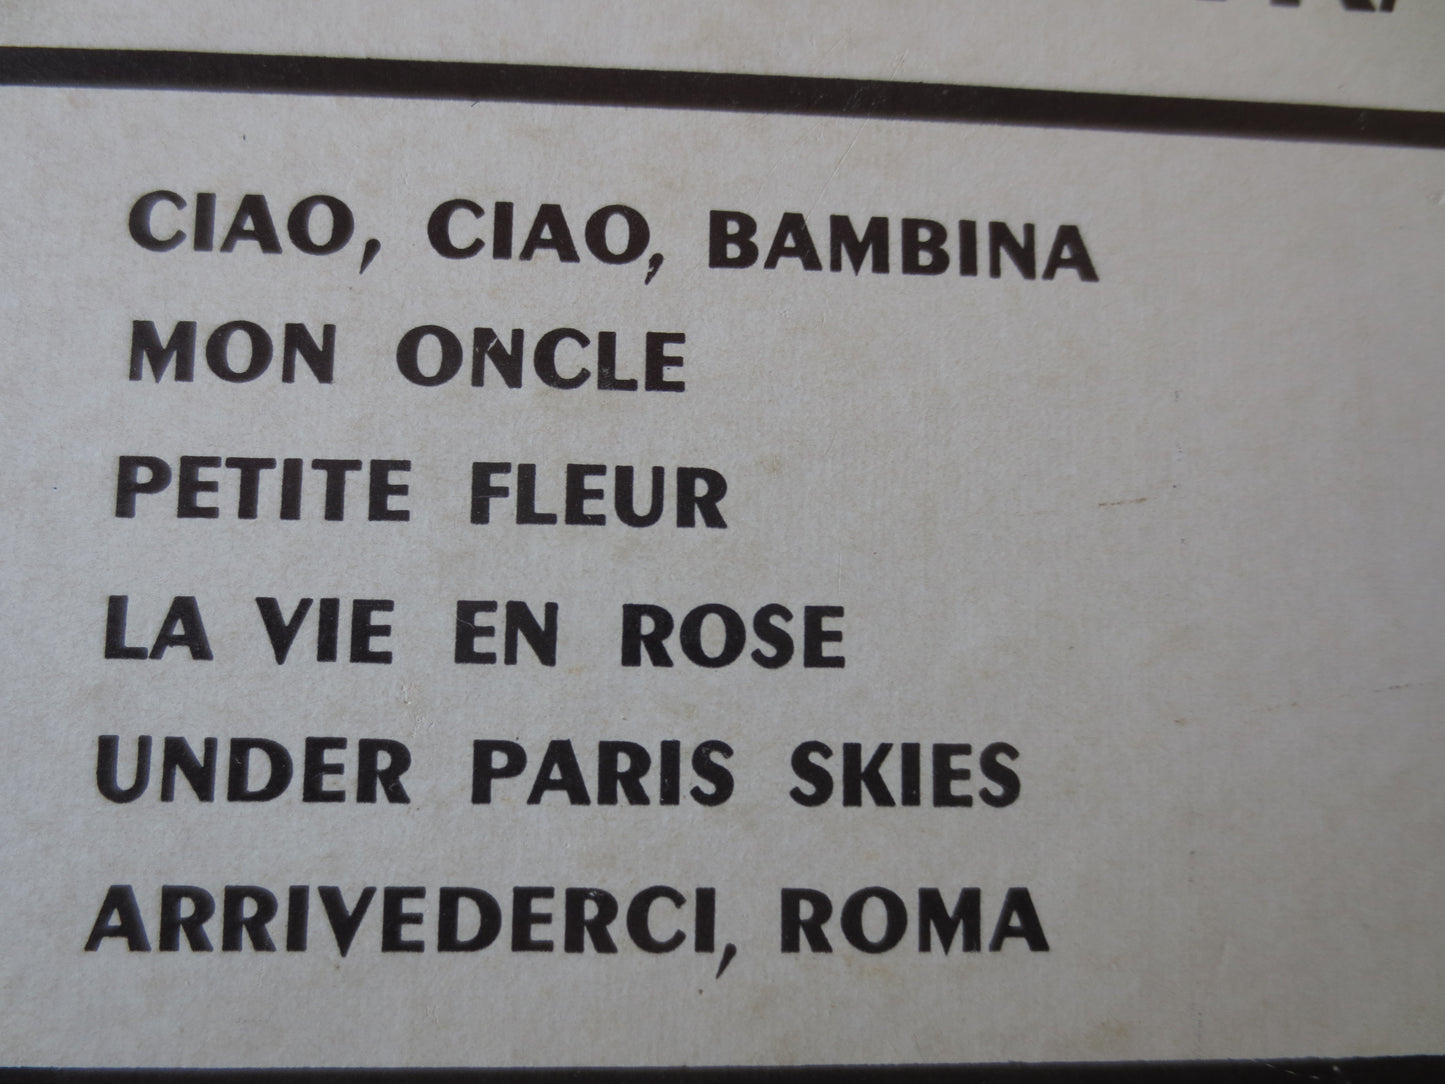 CIAO, CIAO, BAMBINA
MON ONCLE
PETITE FLEUR
LA VIE EN ROSE
UNDER PARIS SKIES
ARRIVEDERCI, ROMA